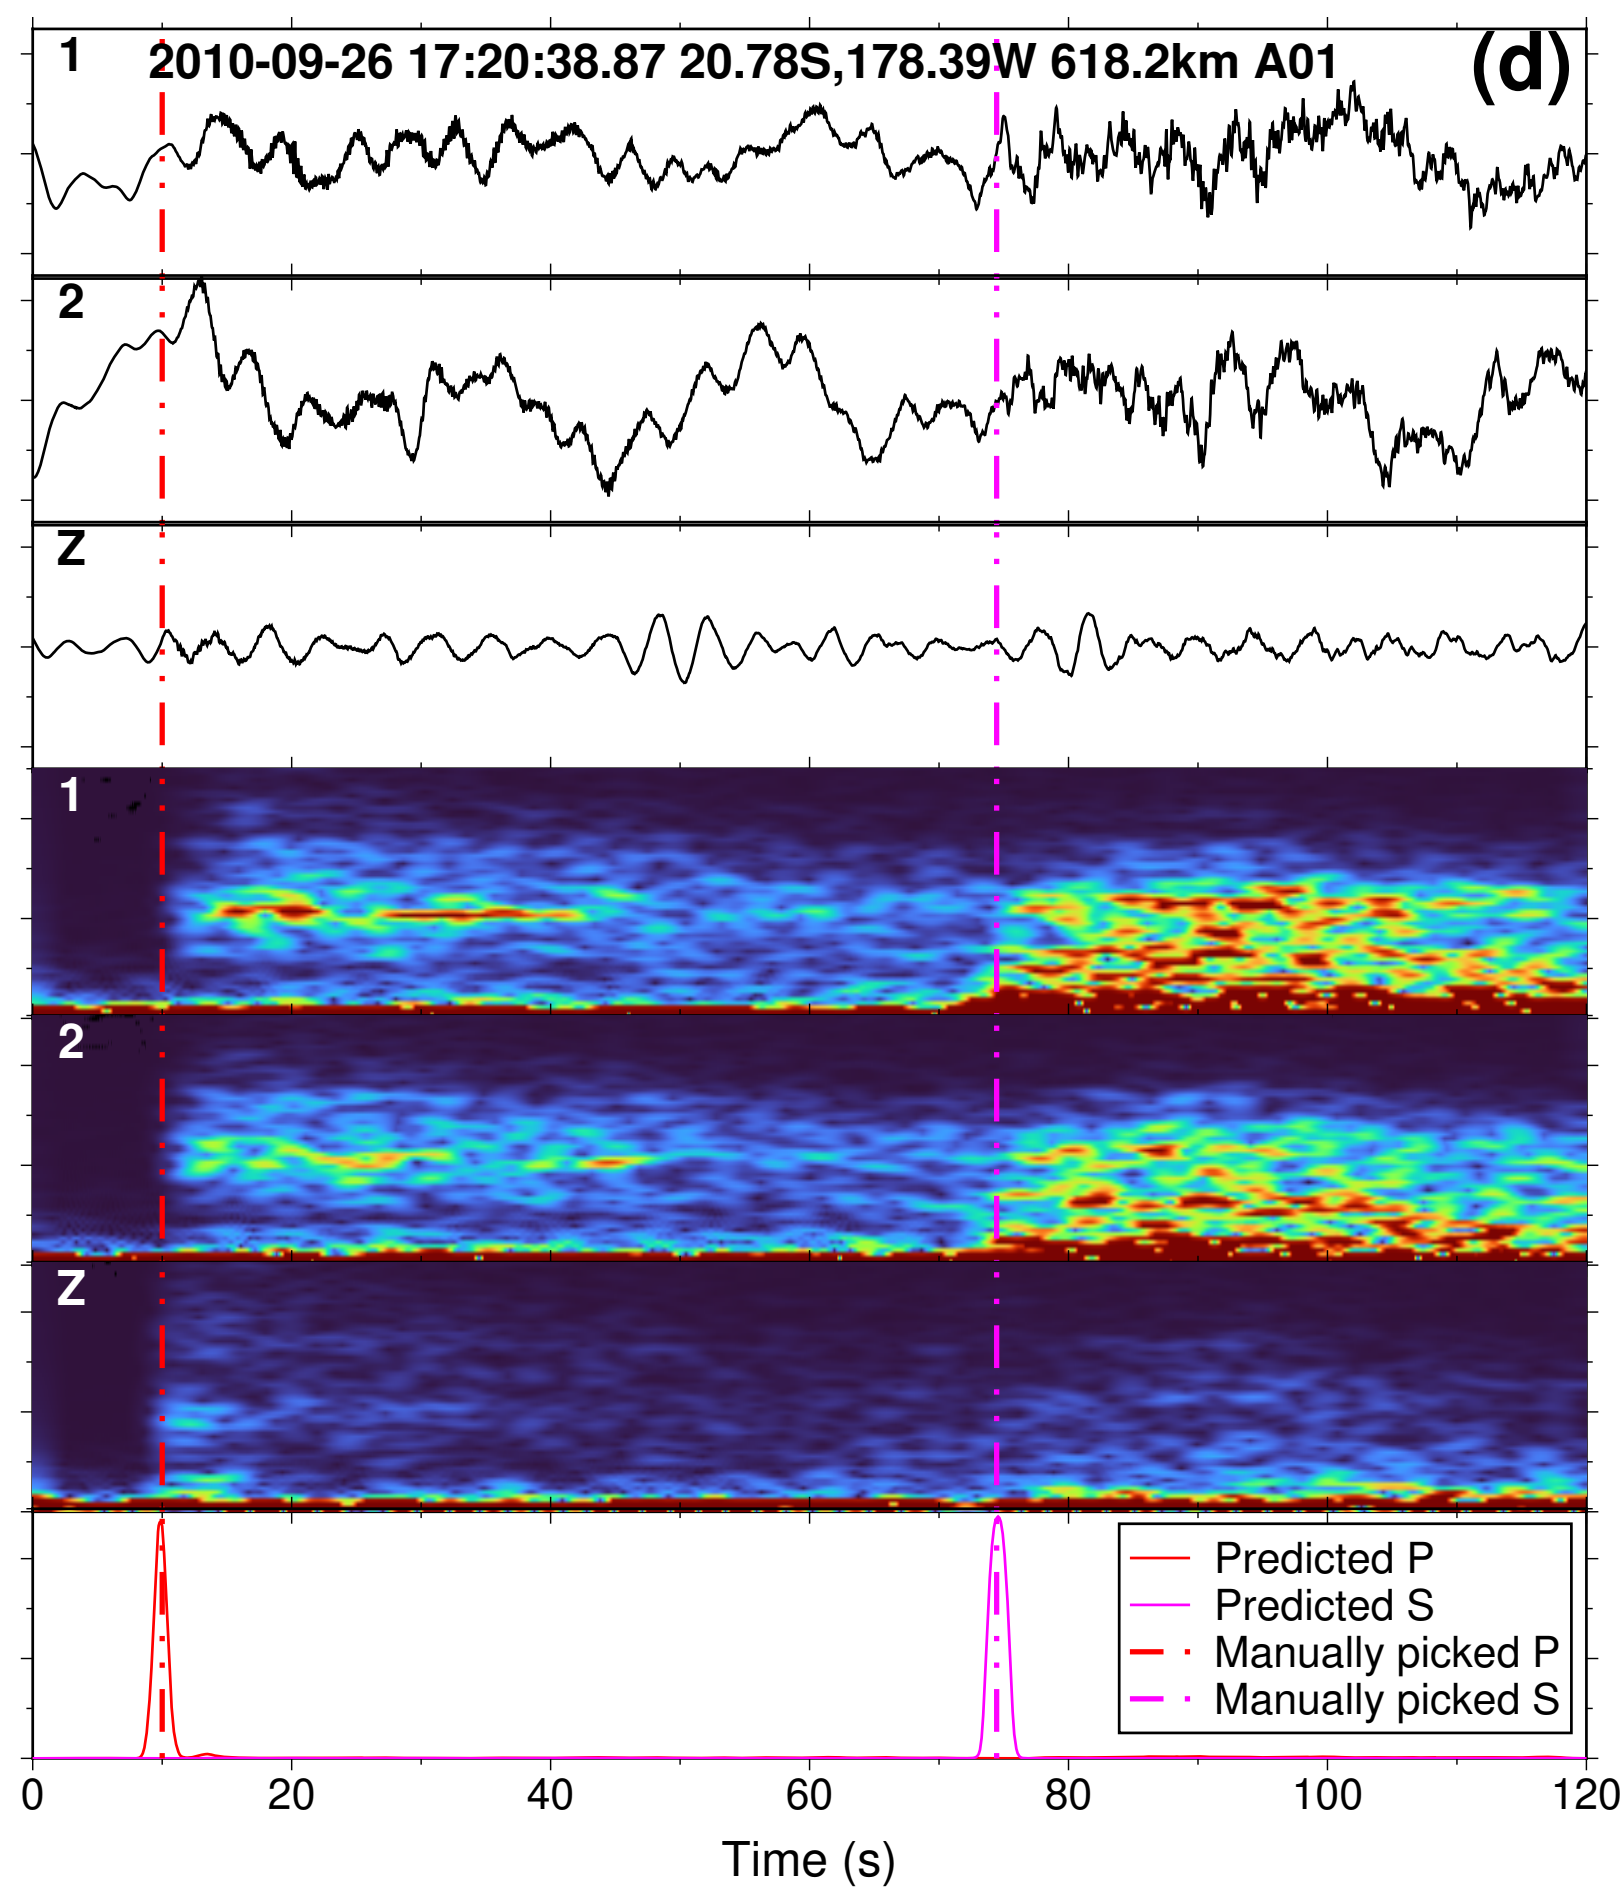 1
2010-09-26 17:20:38.87 20.78S,178.39W 618.2km A01
(d)
2
Z
1
2
Z
Predicted P
Predicted S
Manually picked P
Manually picked S
0 20 40 60 80 100 120
Time (s)